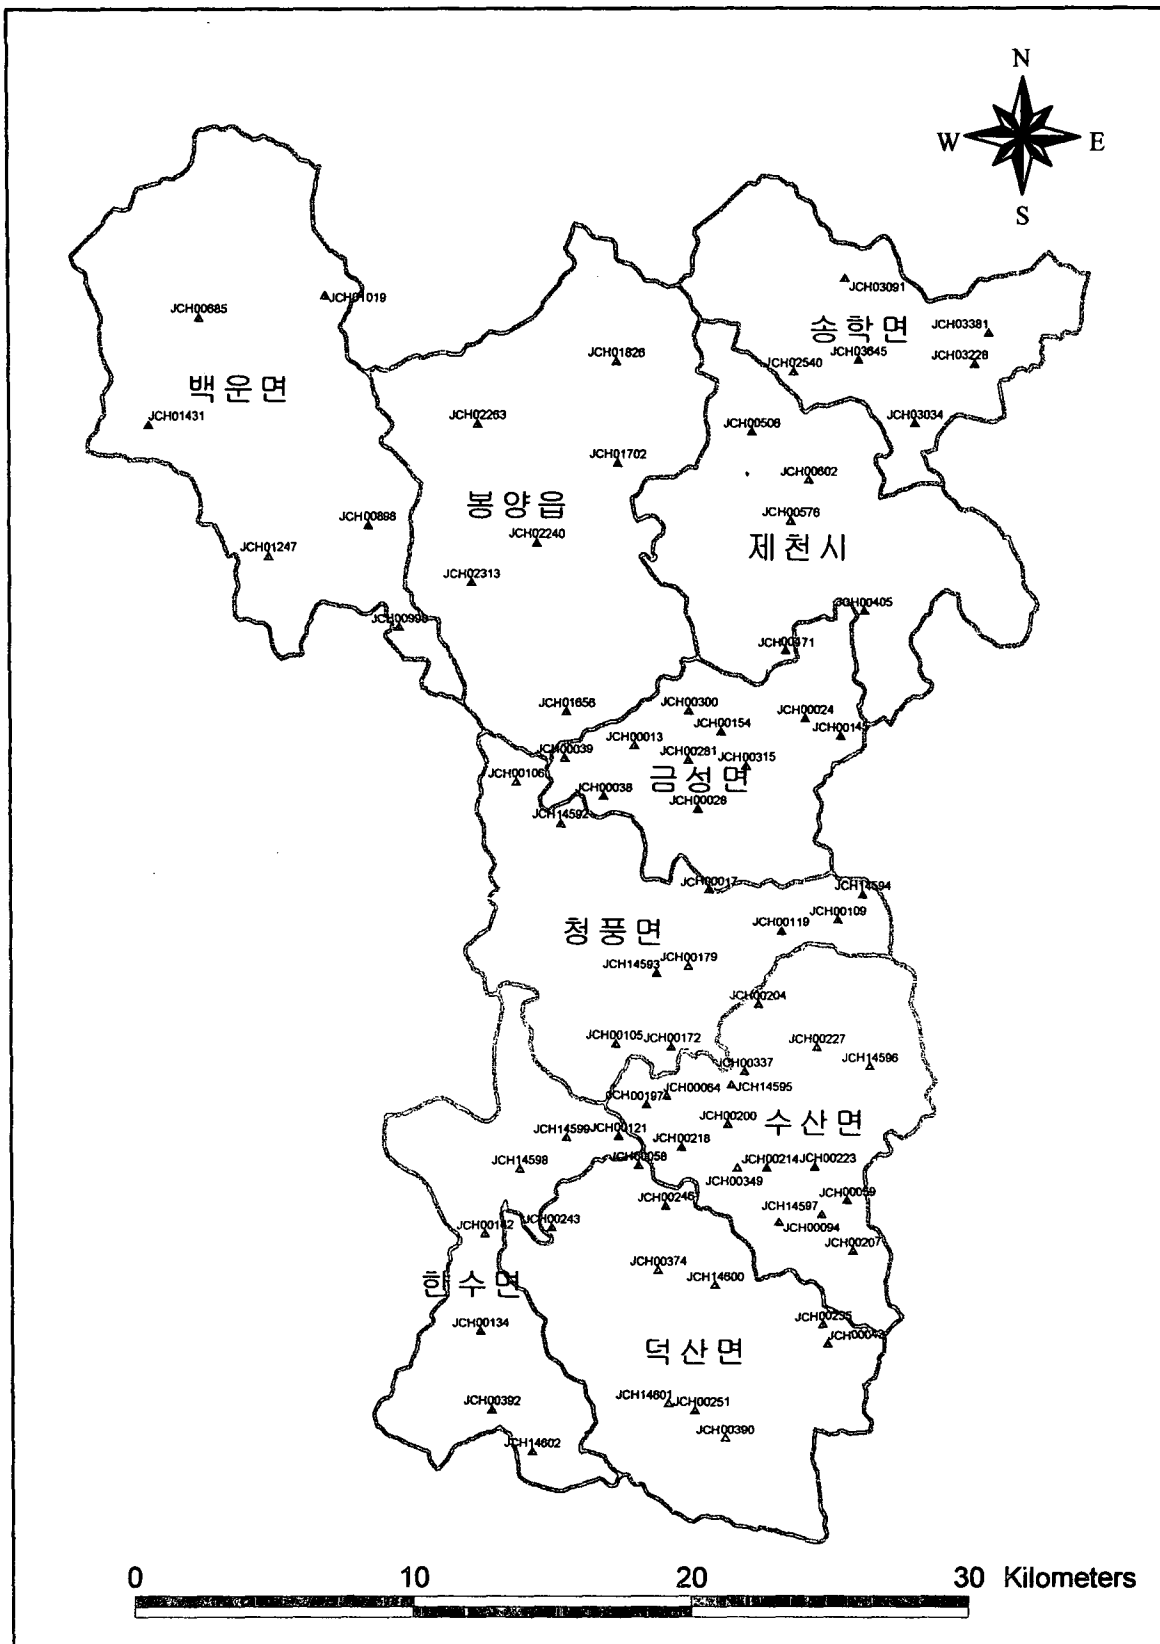 N
W E
S
JCH03091
JCH01019
JCH00685
송학면
JCH03381
JCH01826
JCH02540
JCH03645
JCH03228
백운면
JCH01431
JCH02263
JCH00508
JCH03034
JCH01702
JCH00602
봉양읍
JCH00898
JCH00576
JCH02240
제천시
JCH01247
JCH02313
JCH00405
JCH00471
JCH01656
JCH00300
JCH00024
JCH00154
JCH00145
JCH00013
JCH00039
JCH00281
JCH00315
JCH00106
금성면
JCH00038
JCH00028
JCH14592
JCH00017
JCH14594
JCH00109
JCH00119
청풍면
JCH00179
JCH14593
JCH00204
JCH00105
JCH00172
JCH00227
JCH14596
JCH00337
JCH00064
JCH14595
JCH00197
JCH00200
수산면
JCH14599
JCH00121
JCH00218
JCH14598
JCH00058
JCH00214
JCH00223
JCH00349
JCH00246
JCH14597
JCH00059
JCH00243
JCH00094
JCH00207
JCH00374
JCH14600
한수면
JCH00134
덕산면
JCH14601
JCH00392
JCH00251
JCH00390
JCH14602
0 10 20 30 Kilometers